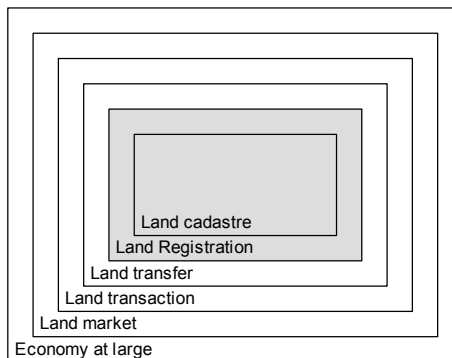 Land cadastre
Land Registration
Land transfer
Land transaction
Land market
Economy at large